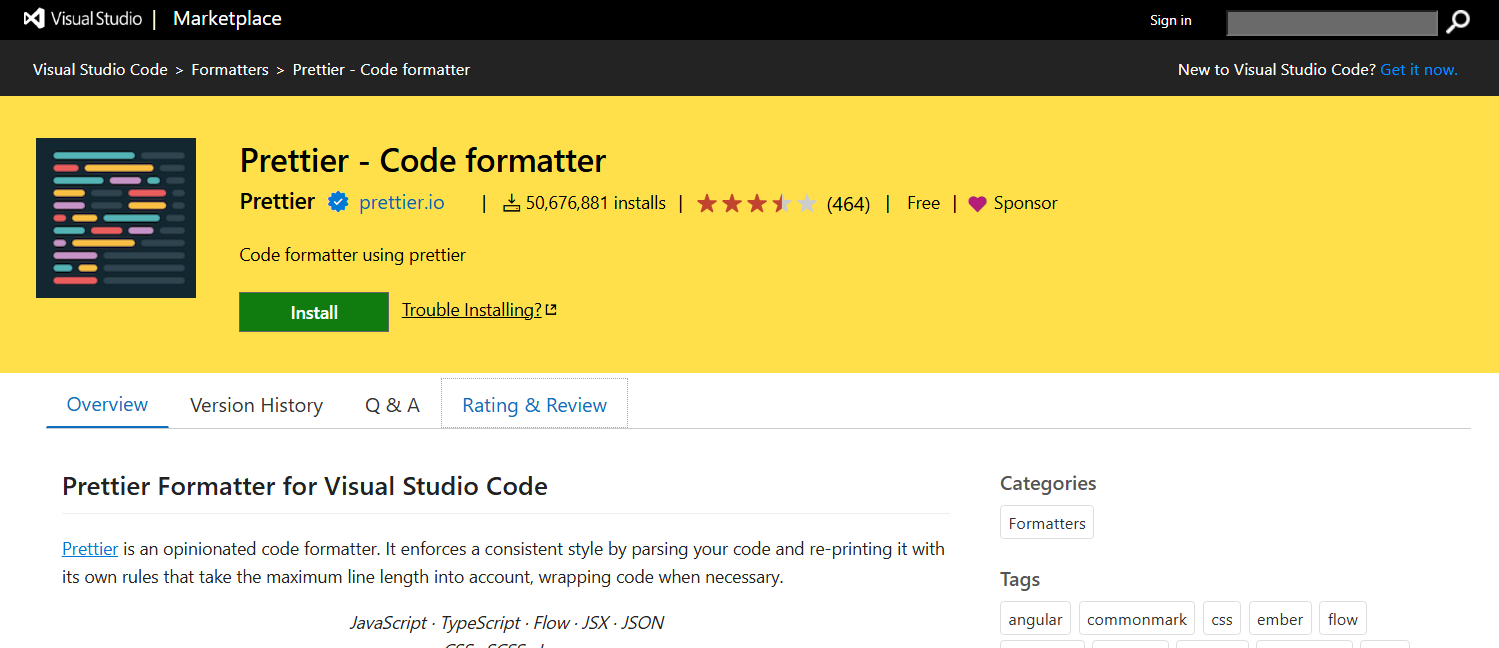 Visual Studio | Marketplace
Sign in
Visual Studio Code > Formatters > Prettier - Code formatter
New to Visual Studio Code? Get it now.
Prettier - Code formatter
Prettier prettier.io | 50,676,881 installs | (464) | Free | Sponsor
Code formatter using prettier
Install Trouble Installing?
Overview Version History Q & A Rating & Review
Prettier Formatter for Visual Studio Code
Prettier is an opinionated code formatter. It enforces a consistent style by parsing your code and re-printing it with
its own rules that take the maximum line length into account, wrapping code when necessary.
JavaScript · TypeScript · Flow · JSX · JSON
Categories
Formatters
Tags
angular commonmark css ember flow